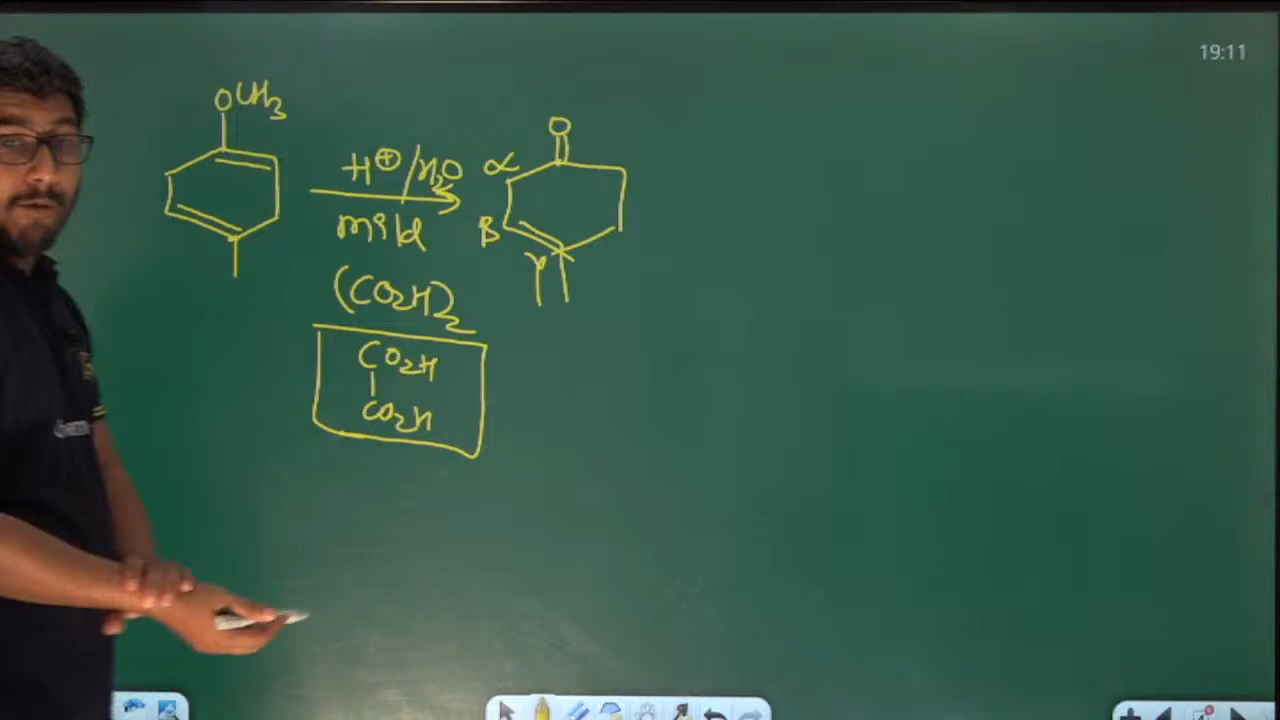 19:11
OCH3
O
H⊕/H2O
α
mild
β
γ
(CO2H)2
CO2H
CO2H